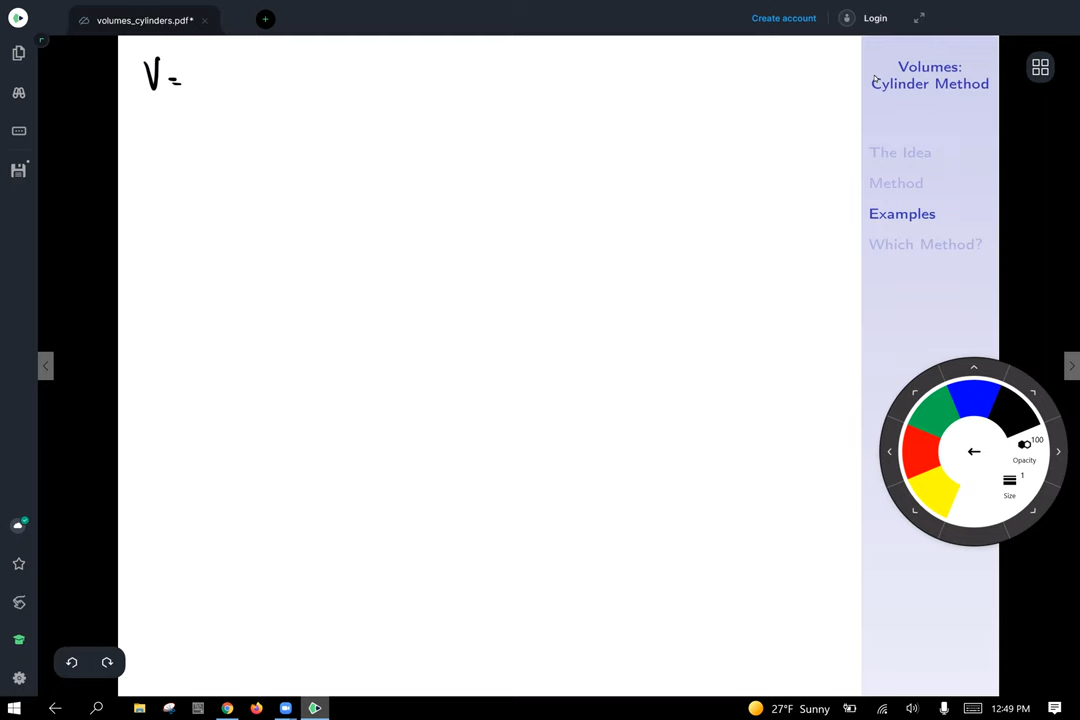 volumes_cylinders.pdf*
Create account
Login
V =
Volumes:
Cylinder Method
The Idea
Method
Examples
Which Method?
100
Opacity
1
Size
27°F Sunny
12:49 PM